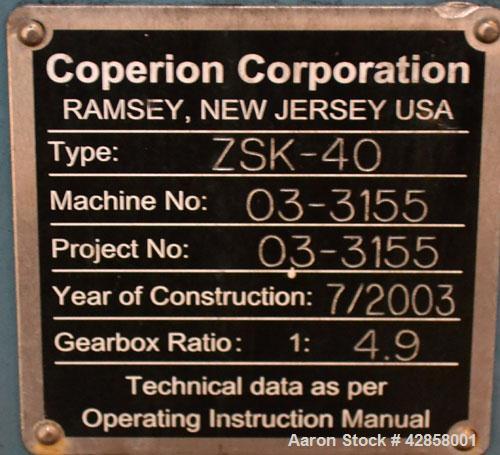 Coperion Corporation
RAMSEY, NEW JERSEY USA
Type: ZSK-40
Machine No: 03-3155
Project No: 03-3155
Year of Construction: 7/2003
Gearbox Ratio: 1: 4.9
Technical data as per
Operating Instruction Manual
Aaron Stock # 42858001